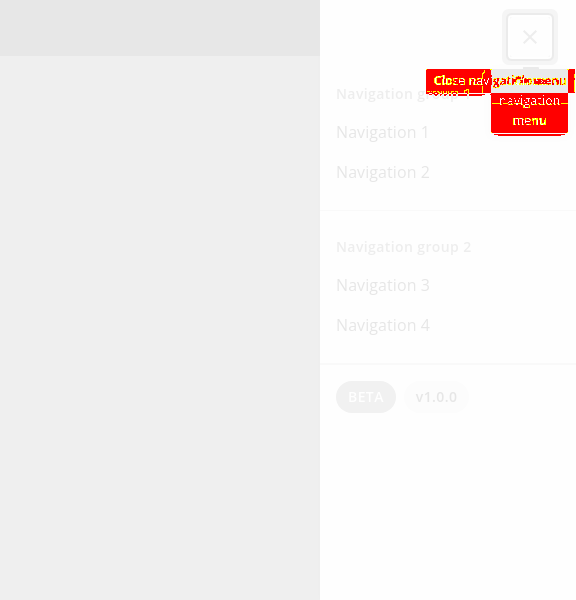 Close navigation menu
navigation
menu
Navigation group 1
Navigation 1
Navigation 2
Navigation group 2
Navigation 3
Navigation 4
BETA v1.0.0